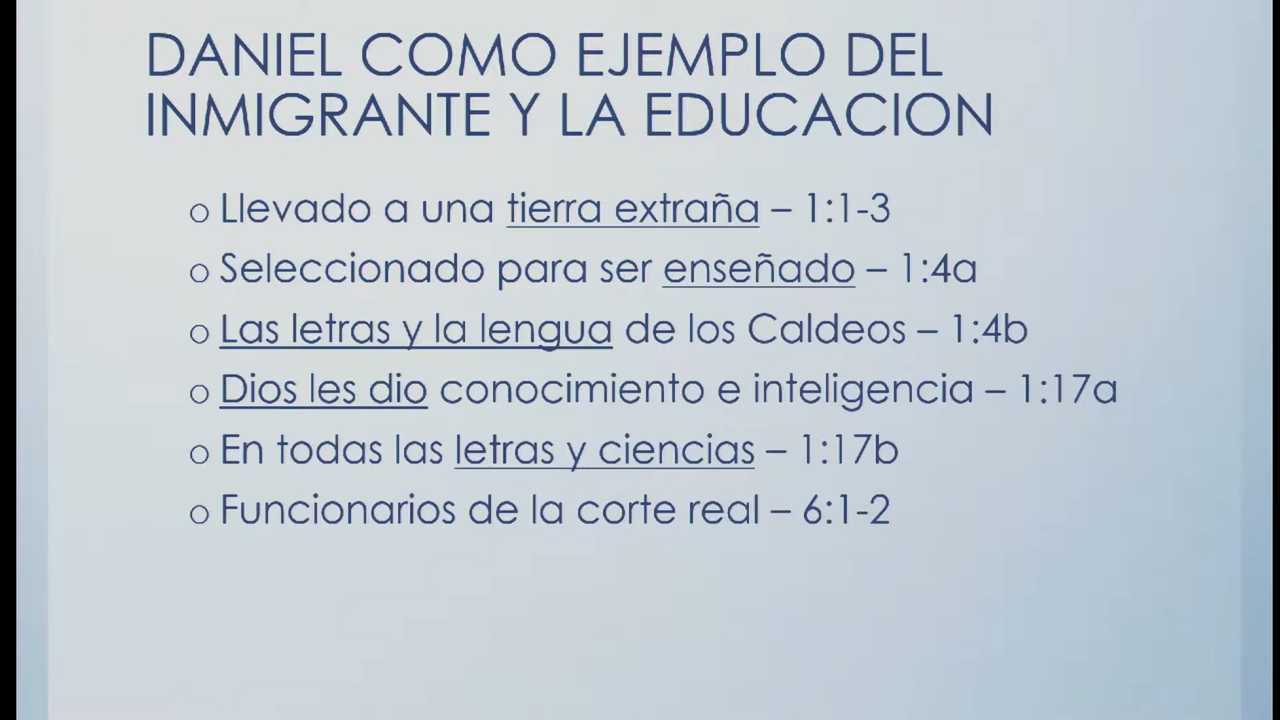 DANIEL COMO EJEMPLO DEL
INMIGRANTE Y LA EDUCACION
o Llevado a una tierra extraña – 1:1-3
o Seleccionado para ser enseñado – 1:4a
o Las letras y la lengua de los Caldeos – 1:4b
o Dios les dio conocimiento e inteligencia – 1:17a
o En todas las letras y ciencias – 1:17b
o Funcionarios de la corte real – 6:1-2